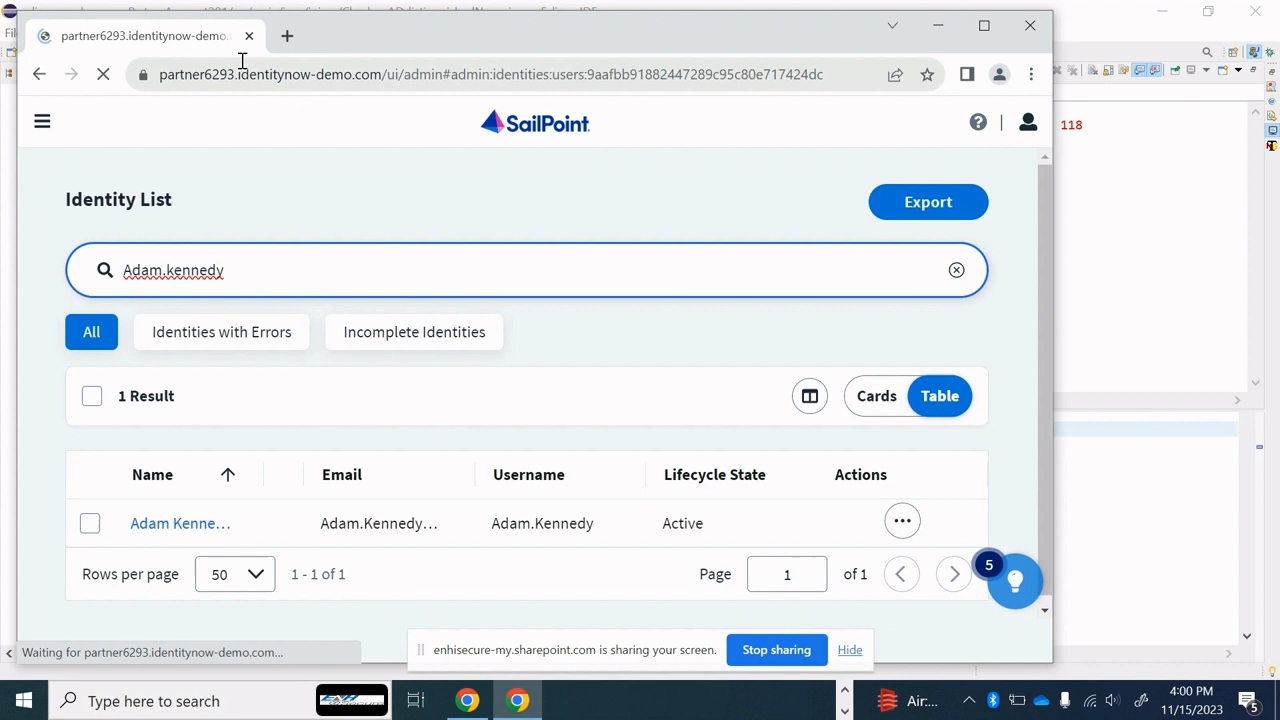 partner6293.identitynow-demo.c
partner6293.identitynow-demo.com/ui/admin#admin:identities:users:9aafbb91882447289c95c80e717424dc
118
SailPoint.
Identity List
Export
Adam.kennedy
All
Identities with Errors
Incomplete Identities
1 Result
Cards
Table
Name
Email
Username
Lifecycle State
Actions
Adam Kenne...
Adam.Kennedy...
Adam.Kennedy
Active
Rows per page
50
1 - 1 of 1
Page
1
of 1
5
Waiting for partner6293.identitynow-demo.com...
enhisecure-my.sharepoint.com is sharing your screen.
Stop sharing
Hide
Type here to search
Air...
4:00 PM
11/15/2023
5